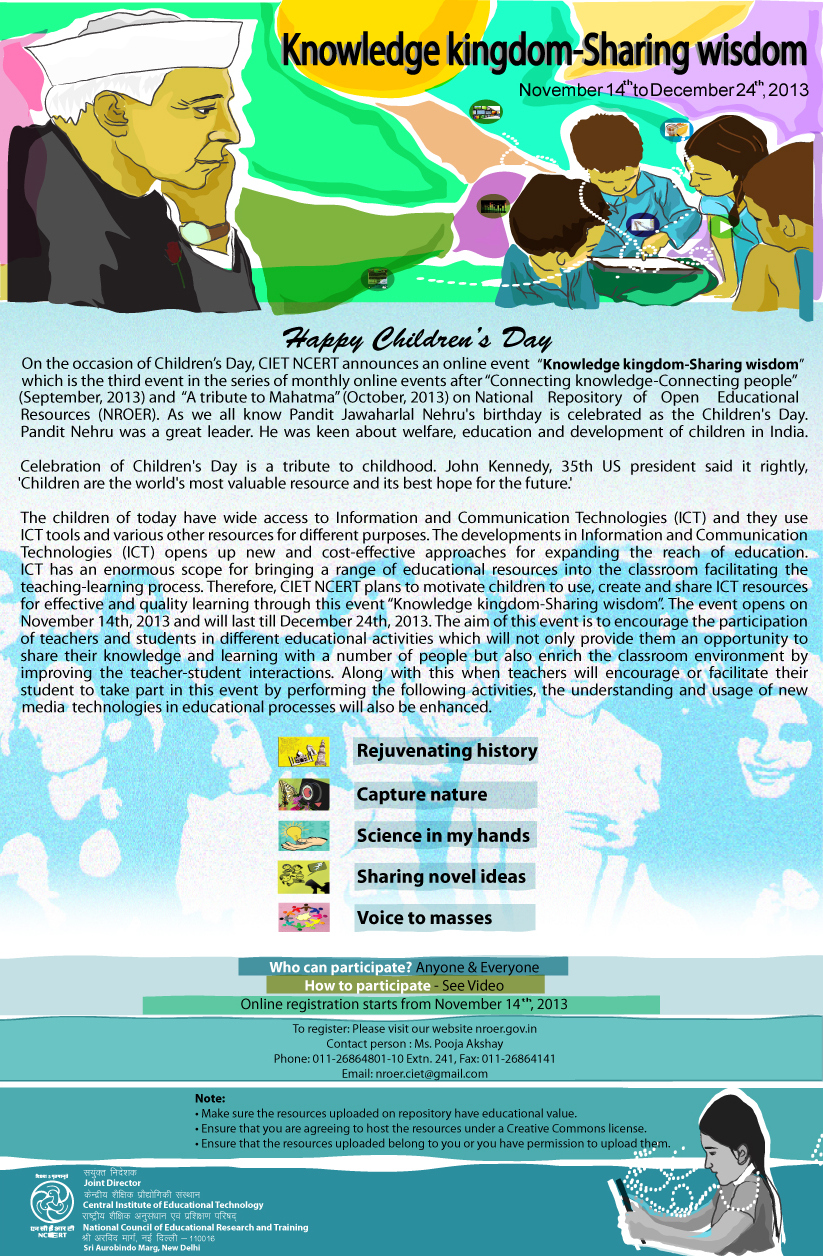 Knowledge kingdom-Sharing wisdom
November 14th to December 24th, 2013
Happy Children's Day
On the occasion of Children's Day, CIET NCERT announces an online event "Knowledge kingdom-Sharing wisdom"
which is the third event in the series of monthly online events after "Connecting knowledge-Connecting people"
(September, 2013) and "A tribute to Mahatma" (October, 2013) on National Repository of Open Educational
Resources (NROER). As we all know Pandit Jawaharlal Nehru's birthday is celebrated as the Children's Day.
Pandit Nehru was a great leader. He was keen about welfare, education and development of children in India.
Celebration of Children's Day is a tribute to childhood. John Kennedy, 35th US president said it rightly,
'Children are the world's most valuable resource and its best hope for the future.'
The children of today have wide access to Information and Communication Technologies (ICT) and they use
ICT tools and various other resources for different purposes. The developments in Information and Communication
Technologies (ICT) opens up new and cost-effective approaches for expanding the reach of education.
ICT has an enormous scope for bringing a range of educational resources into the classroom facilitating the
teaching-learning process. Therefore, CIET NCERT plans to motivate children to use, create and share ICT resources
for effective and quality learning through this event "Knowledge kingdom-Sharing wisdom". The event opens on
November 14th, 2013 and will last till December 24th, 2013. The aim of this event is to encourage the participation
of teachers and students in different educational activities which will not only provide them an opportunity to
share their knowledge and learning with a number of people but also enrich the classroom environment by
improving the teacher-student interactions. Along with this when teachers will encourage or facilitate their
student to take part in this event by performing the following activities, the understanding and usage of new
media technologies in educational processes will also be enhanced.
Rejuvenating history
Capture nature
Science in my hands
Sharing novel ideas
Voice to masses
Who can participate? Anyone & Everyone
How to participate - See Video
Online registration starts from November 14th, 2013
To register: Please visit our website nroer.gov.in
Contact person : Ms. Pooja Akshay
Phone: 011-26864801-10 Extn. 241, Fax: 011-26864141
Email: nroer.ciet@gmail.com
Note:
• Make sure the resources uploaded on repository have educational value.
• Ensure that you are agreeing to host the resources under a Creative Commons license.
• Ensure that the resources uploaded belong to you or you have permission to upload them.
विद्यया ऽ मृतमश्नुते
एन सी ई आर टी
NCERT
सयुंक्त निदेशक
Joint Director
केन्द्रीय शैक्षिक प्रौद्योगिकी संस्थान
Central Institute of Educational Technology
राष्ट्रीय शैक्षिक अनुसंधान एवं प्रशिक्षण परिषद्
National Council of Educational Research and Training
श्री अरविंद मार्ग, नई दिल्ली – 110016
Sri Aurobindo Marg, New Delhi